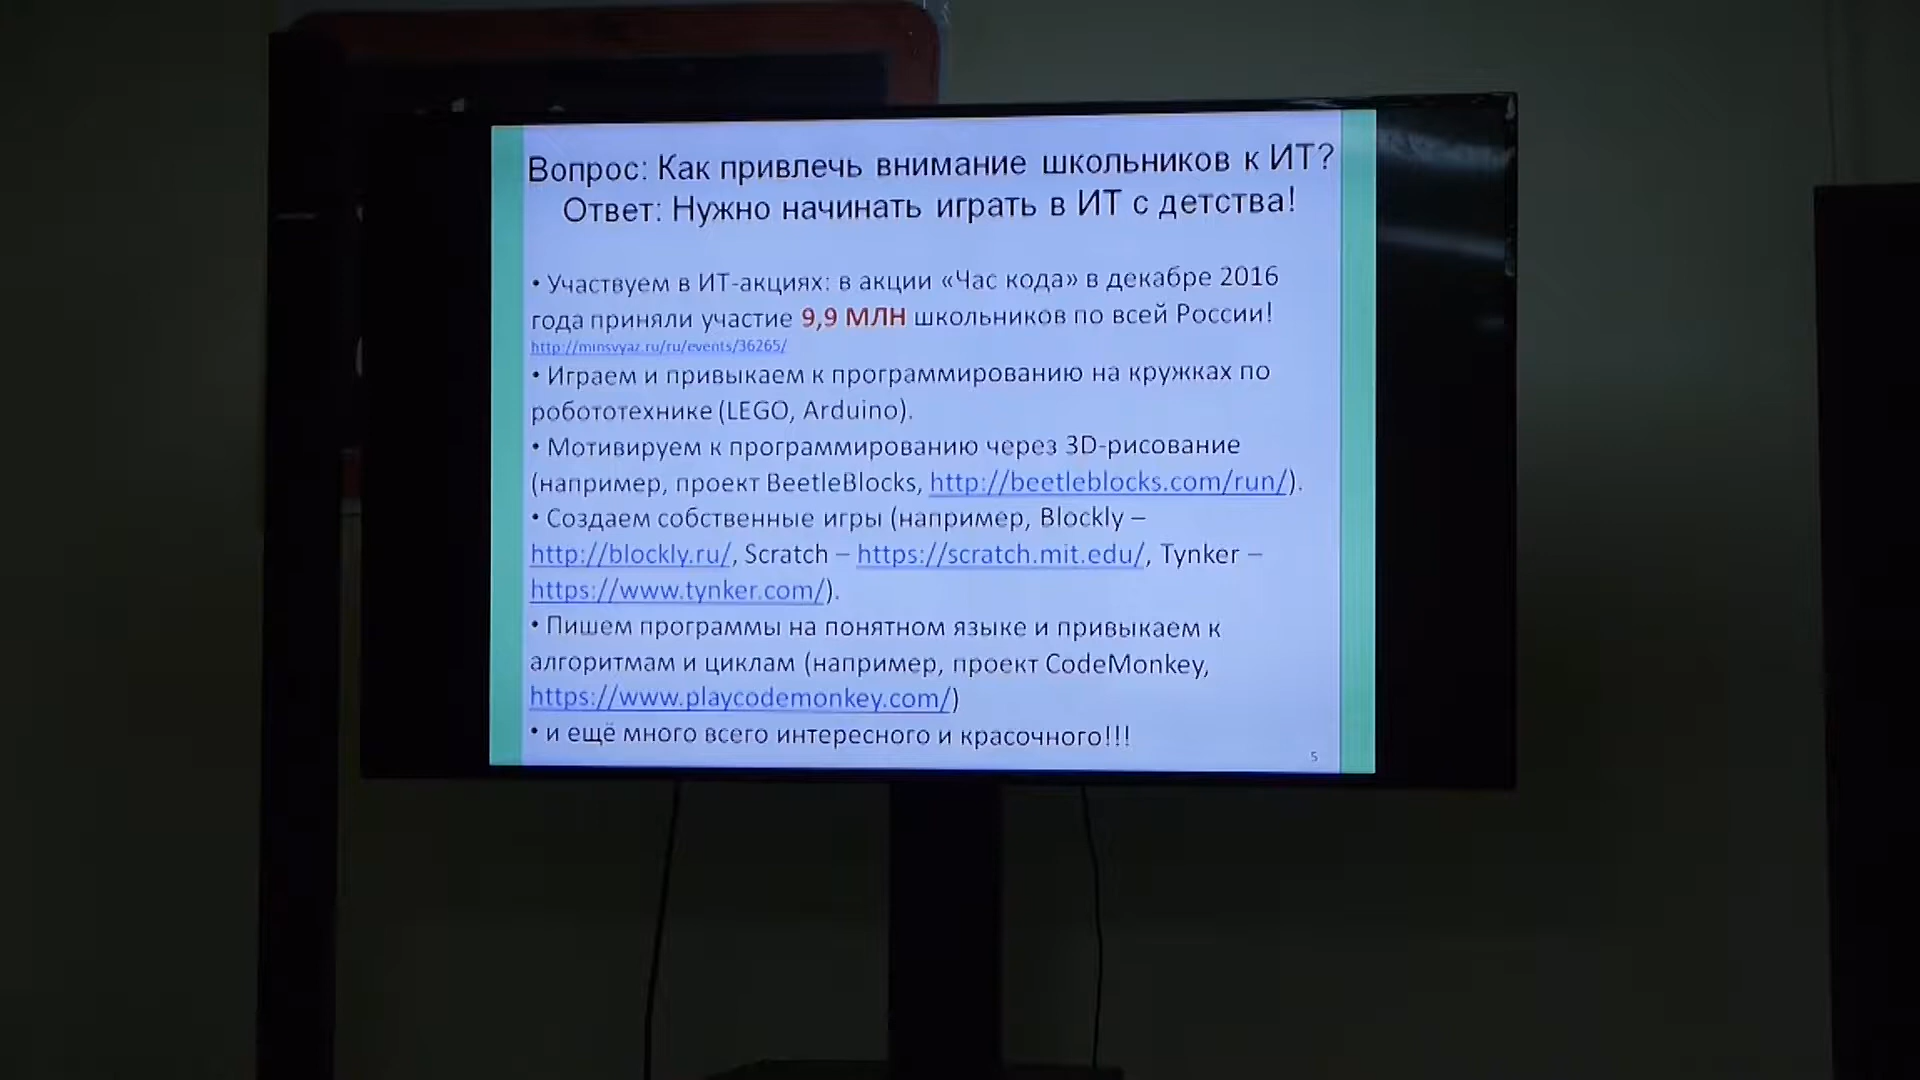 Вопрос: Как привлечь внимание школьников к ИТ?
Ответ: Нужно начинать играть в ИТ с детства!
• Участвуем в ИТ-акциях: в акции «Час кода» в декабре 2016
года приняли участие 9,9 МЛН школьников по всей России!
http://minsvyaz.ru/ru/events/36265/
• Играем и привыкаем к программированию на кружках по
робототехнике (LEGO, Arduino).
• Мотивируем к программированию через 3D-рисование
(например, проект BeetleBlocks, http://beetleblocks.com/run/).
• Создаем собственные игры (например, Blockly –
http://blockly.ru/, Scratch – https://scratch.mit.edu/, Tynker –
https://www.tynker.com/).
• Пишем программы на понятном языке и привыкаем к
алгоритмам и циклам (например, проект CodeMonkey,
https://www.playcodemonkey.com/)
• и ещё много всего интересного и красочного!!!
5